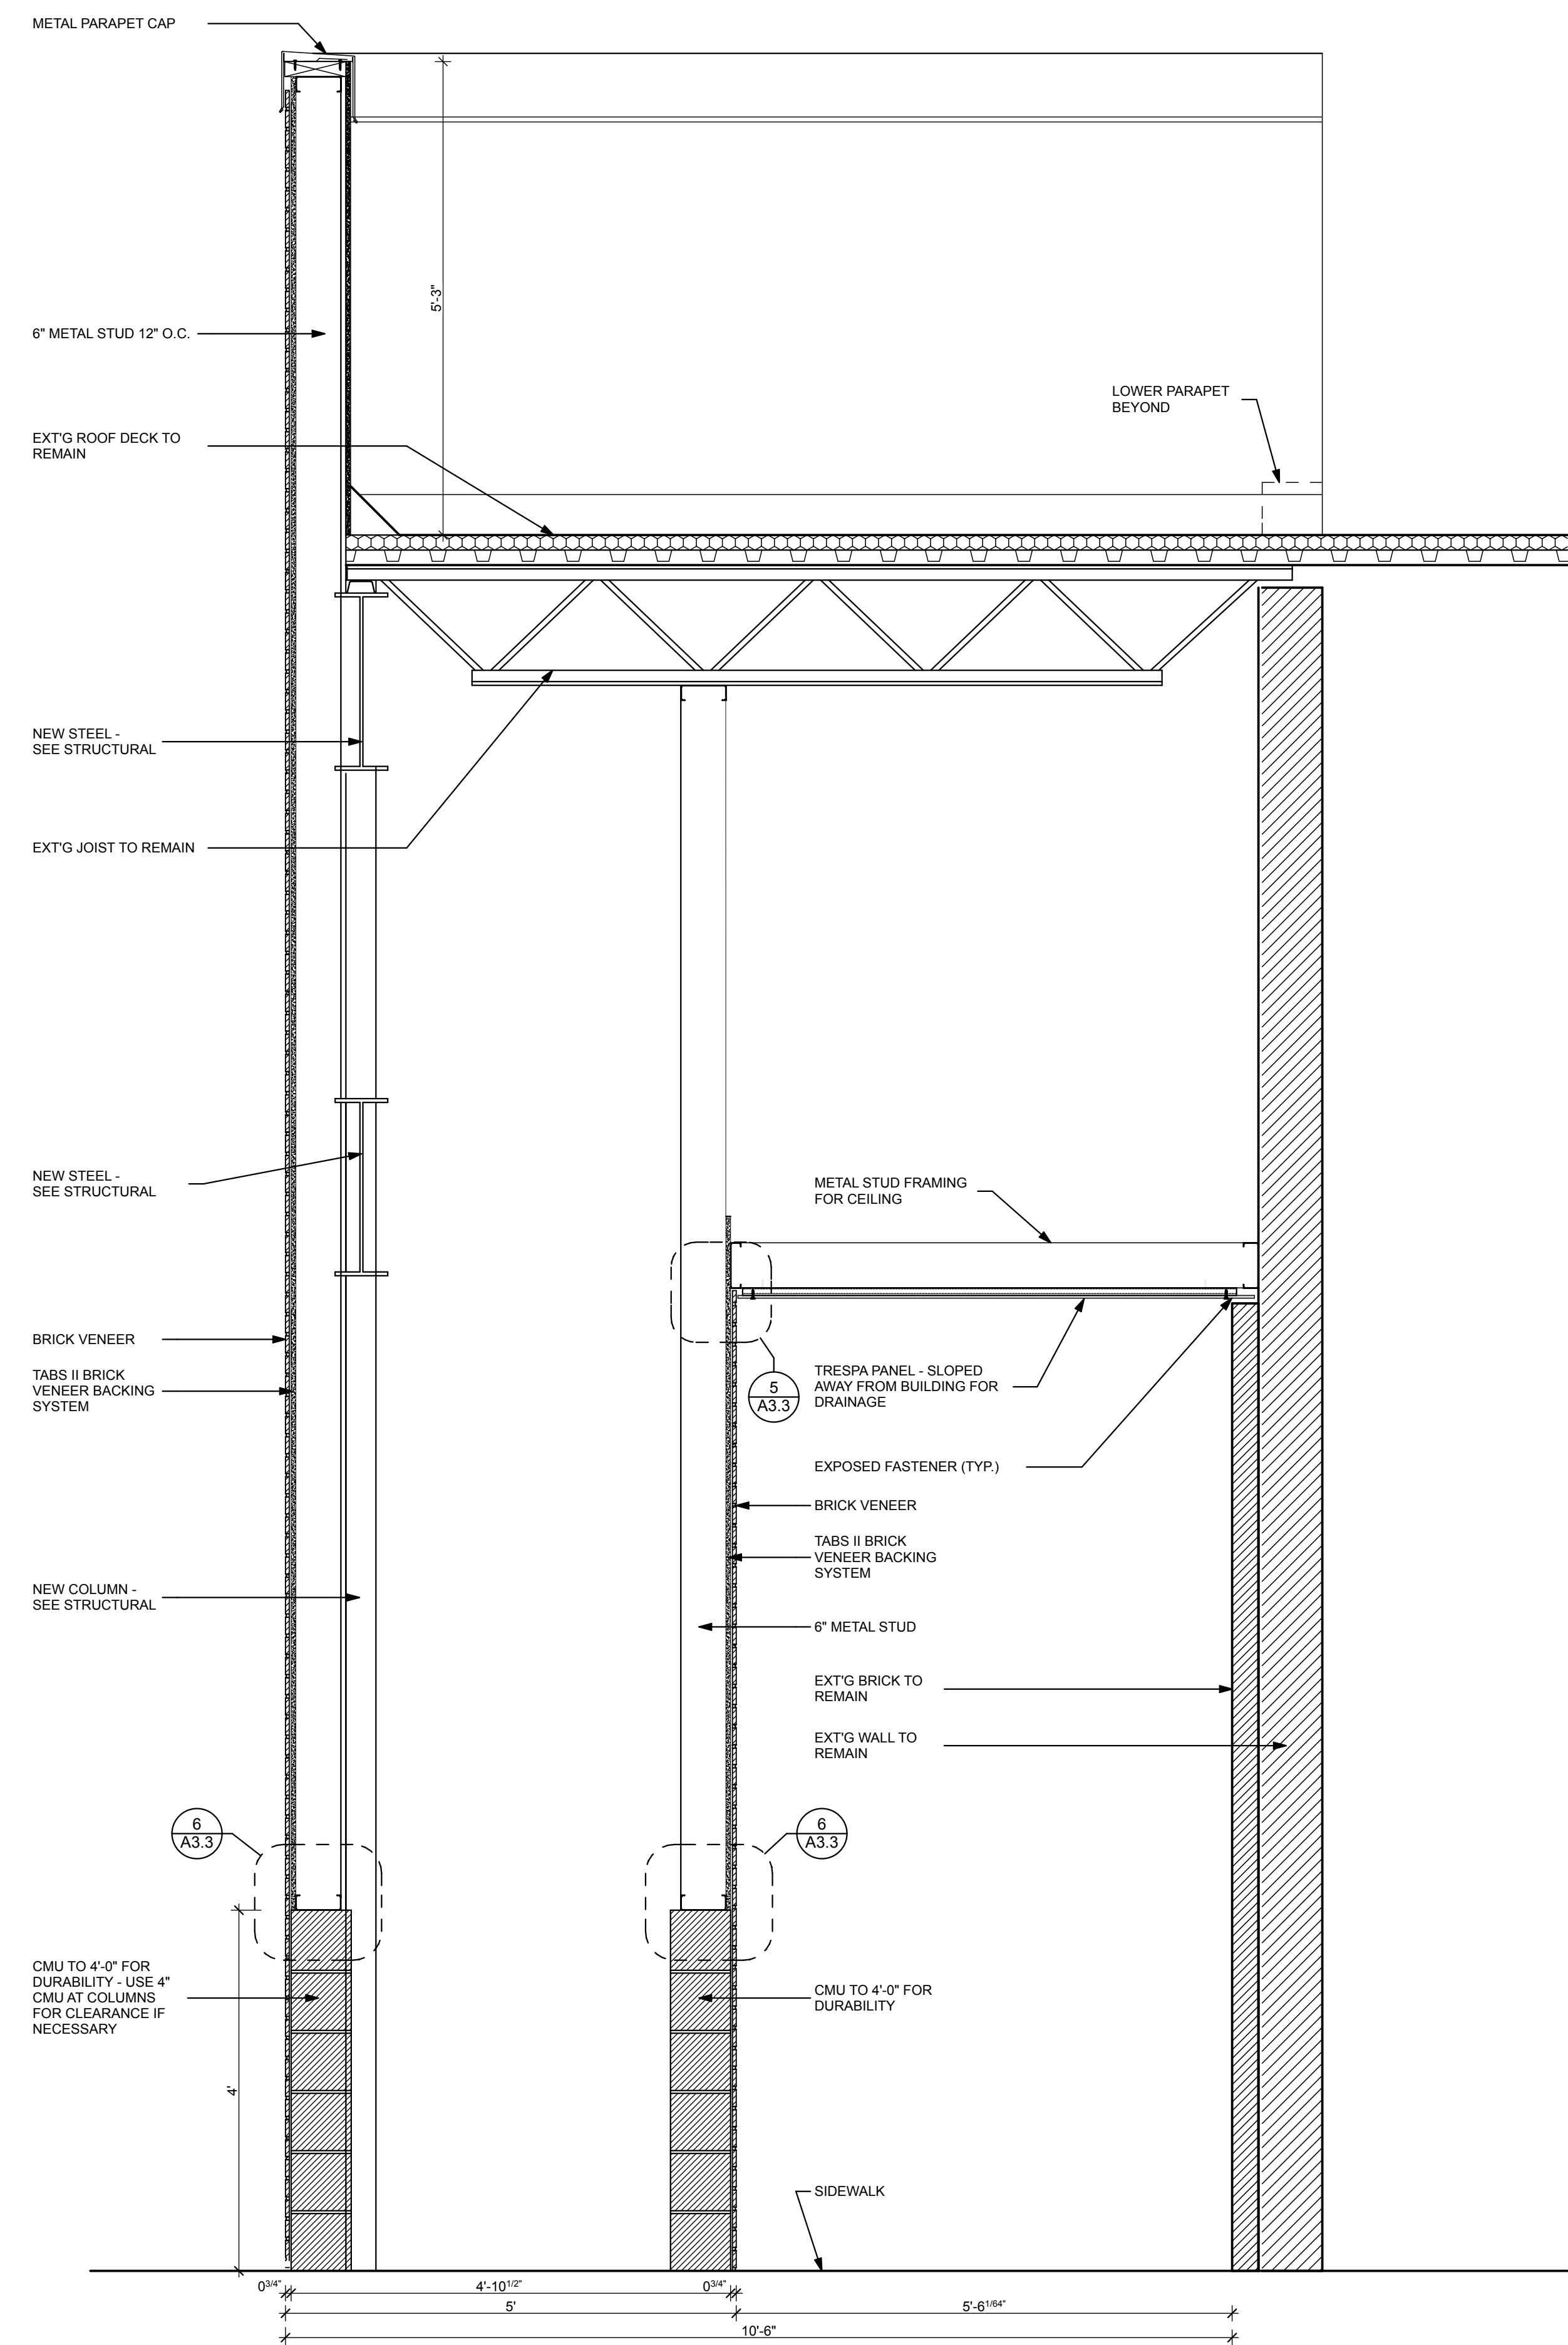 METAL PARAPET CAP
5'-3"
6" METAL STUD 12" O.C.
LOWER PARAPET
BEYOND
EXT'G ROOF DECK TO
REMAIN
NEW STEEL -
SEE STRUCTURAL
EXT'G JOIST TO REMAIN
NEW STEEL -
SEE STRUCTURAL
METAL STUD FRAMING
FOR CEILING
BRICK VENEER
TABS II BRICK
VENEER BACKING
SYSTEM
5
A3.3
TRESPA PANEL - SLOPED
AWAY FROM BUILDING FOR
DRAINAGE
EXPOSED FASTENER (TYP.)
BRICK VENEER
TABS II BRICK
VENEER BACKING
SYSTEM
NEW COLUMN -
SEE STRUCTURAL
6" METAL STUD
EXT'G BRICK TO
REMAIN
EXT'G WALL TO
REMAIN
6
A3.3
6
A3.3
CMU TO 4'-0" FOR
DURABILITY - USE 4"
CMU AT COLUMNS
FOR CLEARANCE IF
NECESSARY
CMU TO 4'-0" FOR
DURABILITY
4'
SIDEWALK
0 3/4" 4'-10 1/2" 0 3/4"
5' 5'-6 1/64"
10'-6"